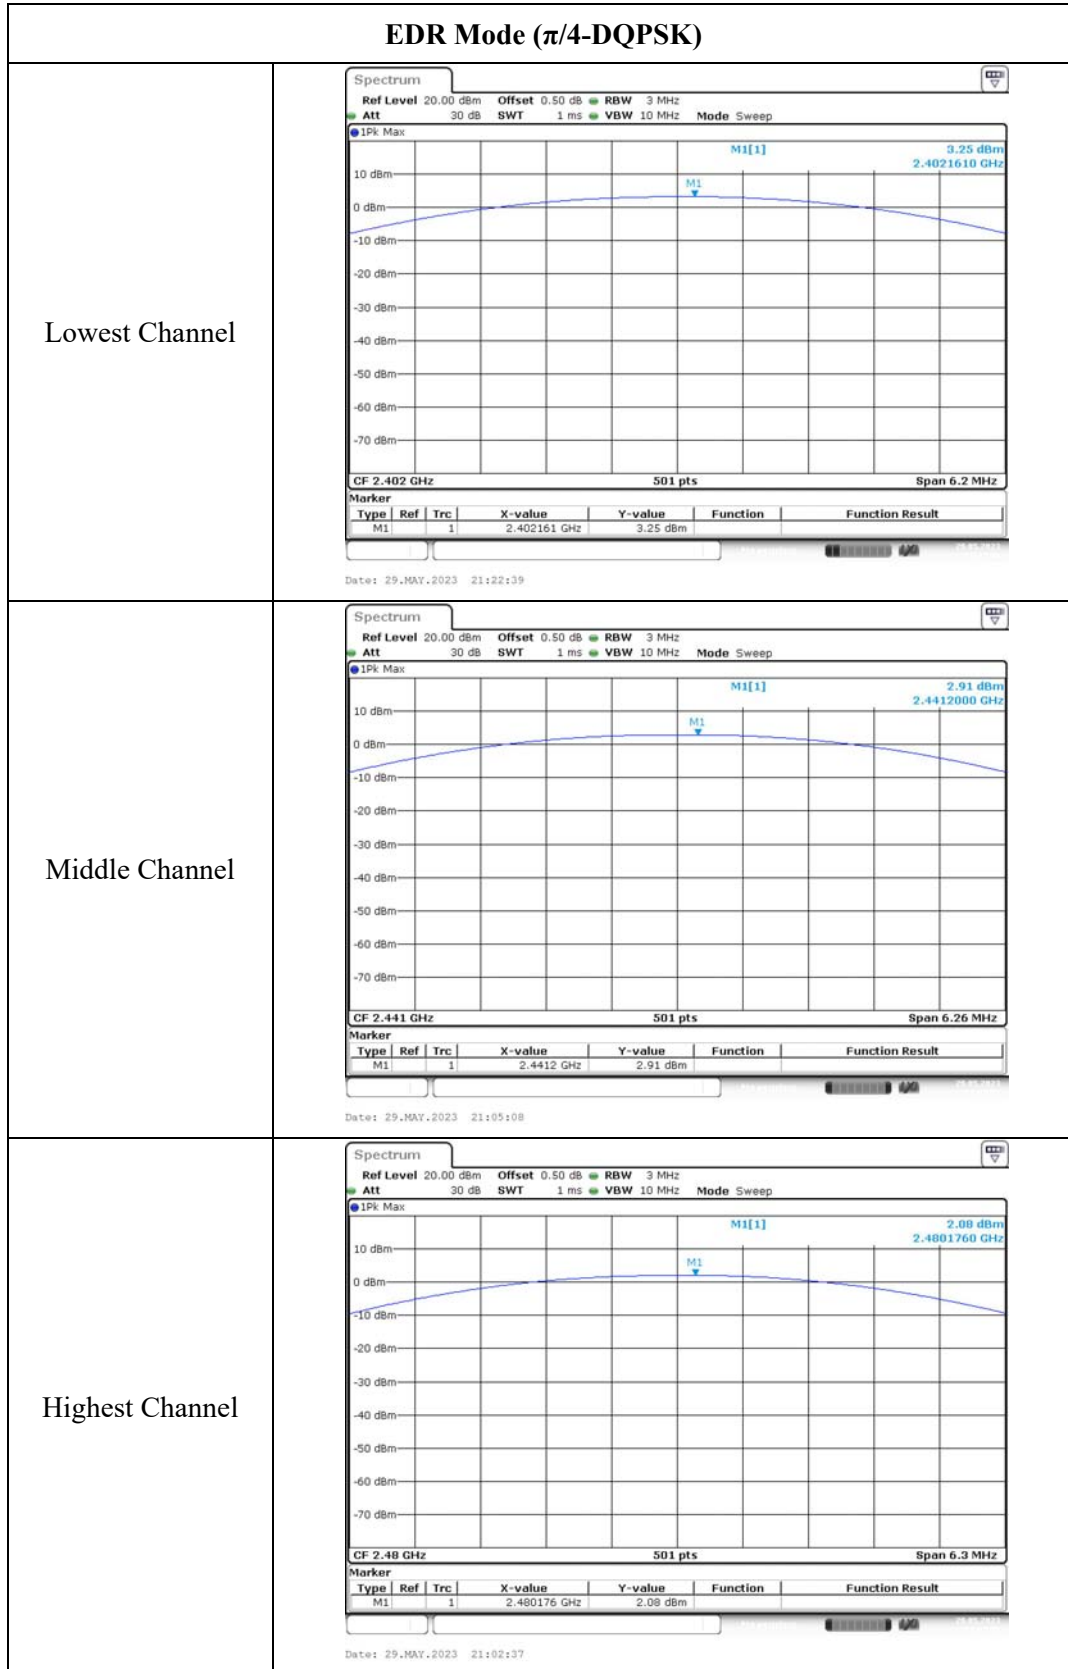 EDR Mode (π/4-DQPSK)
Lowest Channel
Spectrum
Ref Level 20.00 dBm Offset 0.50 dB RBW 3 MHz
Att 30 dB SWT 1 ms VBW 10 MHz Mode Sweep
1Pk Max
M1[1] 3.25 dBm
2.4021610 GHz
10 dBm
M1
0 dBm
-10 dBm
-20 dBm
-30 dBm
-40 dBm
-50 dBm
-60 dBm
-70 dBm
CF 2.402 GHz 501 pts Span 6.2 MHz
Marker
Type Ref Trc X-value Y-value Function Function Result
M1 1 2.402161 GHz 3.25 dBm
Date: 29.MAY.2023 21:22:39
Middle Channel
Spectrum
Ref Level 20.00 dBm Offset 0.50 dB RBW 3 MHz
Att 30 dB SWT 1 ms VBW 10 MHz Mode Sweep
1Pk Max
M1[1] 2.91 dBm
2.4412000 GHz
10 dBm
M1
0 dBm
-10 dBm
-20 dBm
-30 dBm
-40 dBm
-50 dBm
-60 dBm
-70 dBm
CF 2.441 GHz 501 pts Span 6.26 MHz
Marker
Type Ref Trc X-value Y-value Function Function Result
M1 1 2.4412 GHz 2.91 dBm
Date: 29.MAY.2023 21:05:08
Highest Channel
Spectrum
Ref Level 20.00 dBm Offset 0.50 dB RBW 3 MHz
Att 30 dB SWT 1 ms VBW 10 MHz Mode Sweep
1Pk Max
M1[1] 2.08 dBm
2.4801760 GHz
10 dBm
M1
0 dBm
-10 dBm
-20 dBm
-30 dBm
-40 dBm
-50 dBm
-60 dBm
-70 dBm
CF 2.48 GHz 501 pts Span 6.3 MHz
Marker
Type Ref Trc X-value Y-value Function Function Result
M1 1 2.480176 GHz 2.08 dBm
Date: 29.MAY.2023 21:02:37